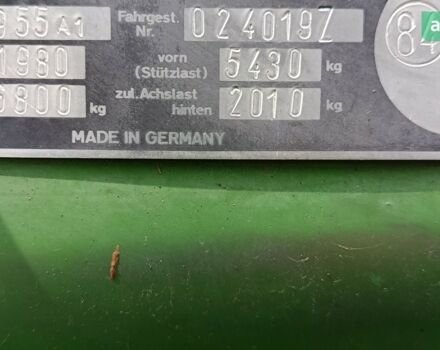 955A1 Fahrgest. Nr. 024019Z 84
1980 vorn (Stützlast) 5430 kg
6800 kg zul. Achslast hinten 2010 kg
MADE IN GERMANY
a